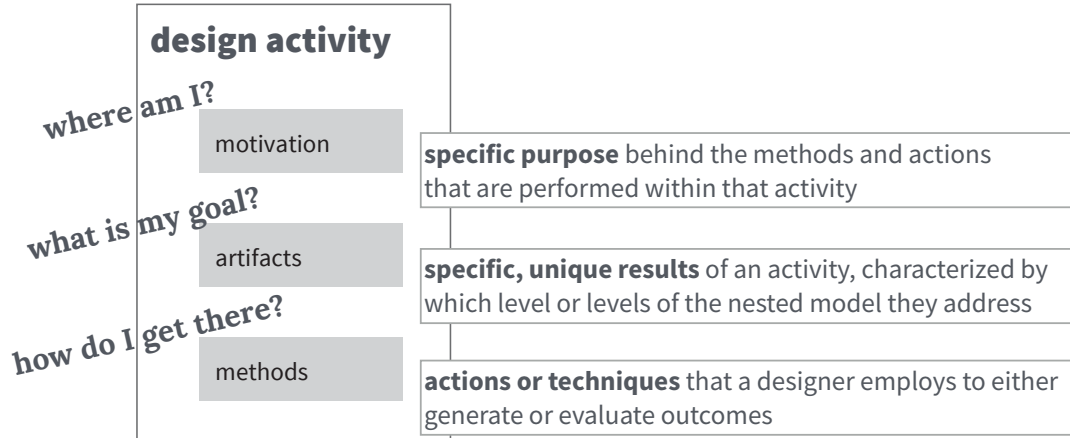 design activity
where am I?
motivation
specific purpose behind the methods and actions
that are performed within that activity
what is my goal?
artifacts
specific, unique results of an activity, characterized by
which level or levels of the nested model they address
how do I get there?
methods
actions or techniques that a designer employs to either
generate or evaluate outcomes